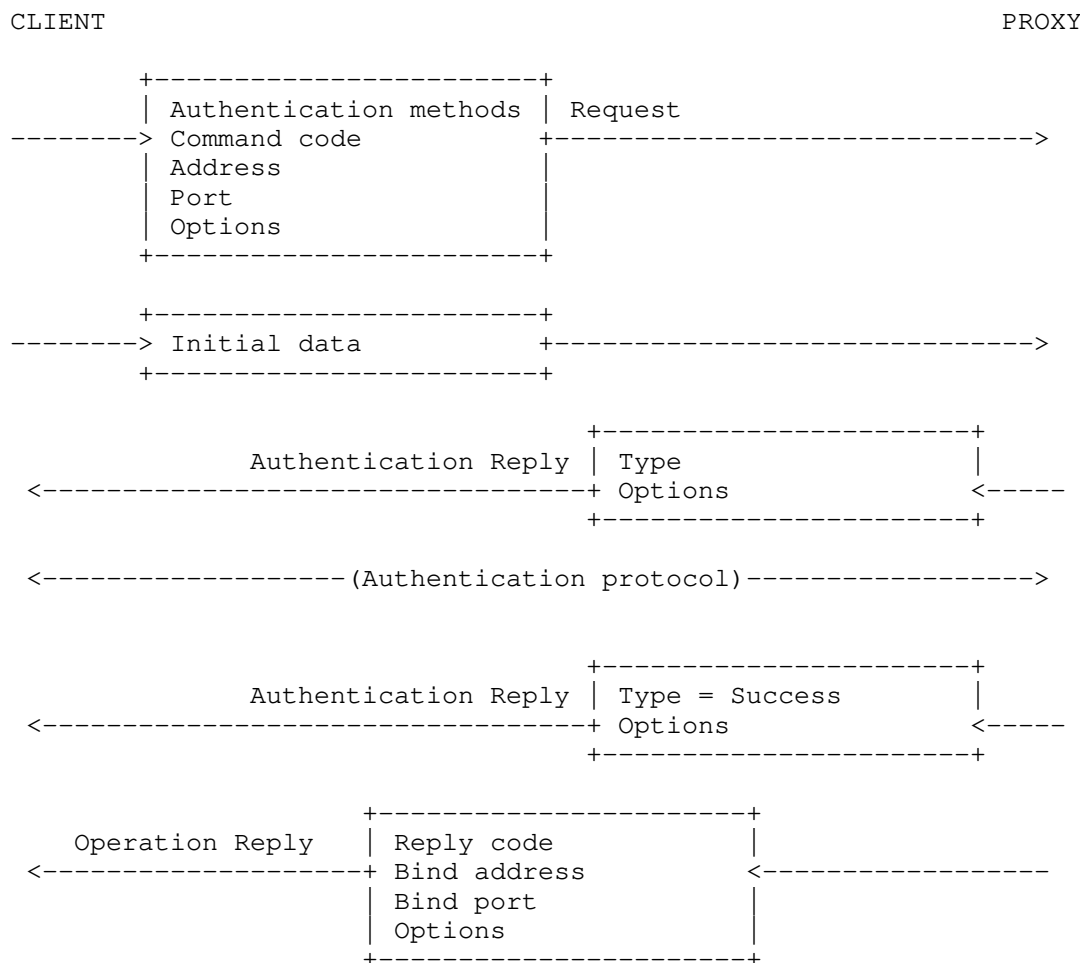 CLIENT PROXY
Authentication methods Request
Command code
Address
Port
Options
Initial data
Authentication Reply Type
Options
(Authentication protocol)
Authentication Reply Type = Success
Options
Operation Reply Reply code
Bind address
Bind port
Options